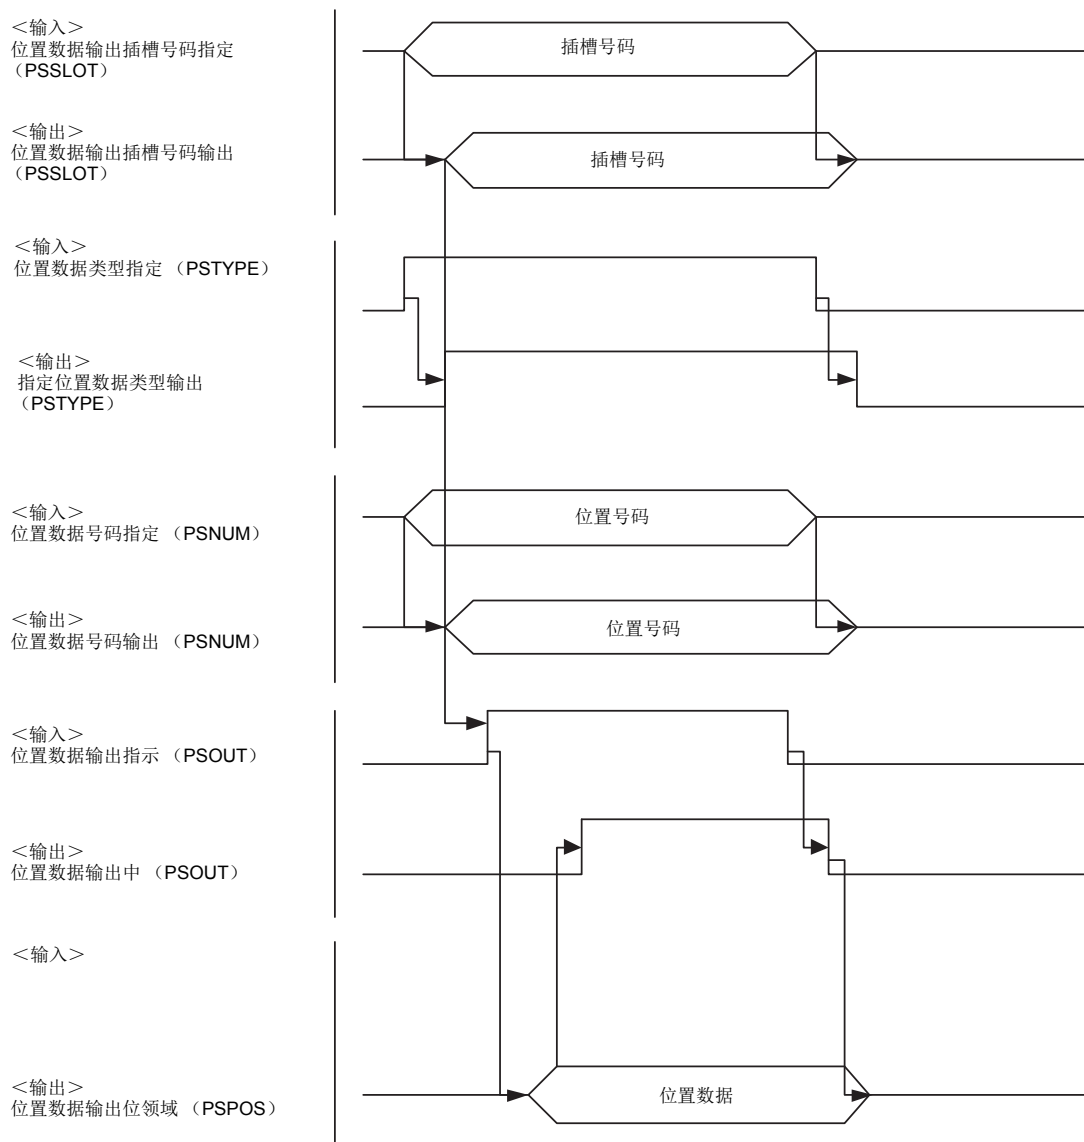 <输入>
位置数据输出插槽号码指定
（PSSLOT）
插槽号码
<输出>
位置数据输出插槽号码输出
（PSSLOT）
插槽号码
<输入>
位置数据类型指定 （PSTYPE）
<输出>
指定位置数据类型输出
（PSTYPE）
<输入>
位置数据号码指定 （PSNUM）
位置号码
<输出>
位置数据号码输出 （PSNUM）
位置号码
<输入>
位置数据输出指示 （PSOUT）
<输出>
位置数据输出中 （PSOUT）
<输入>
<输出>
位置数据输出位领域 （PSPOS）
位置数据